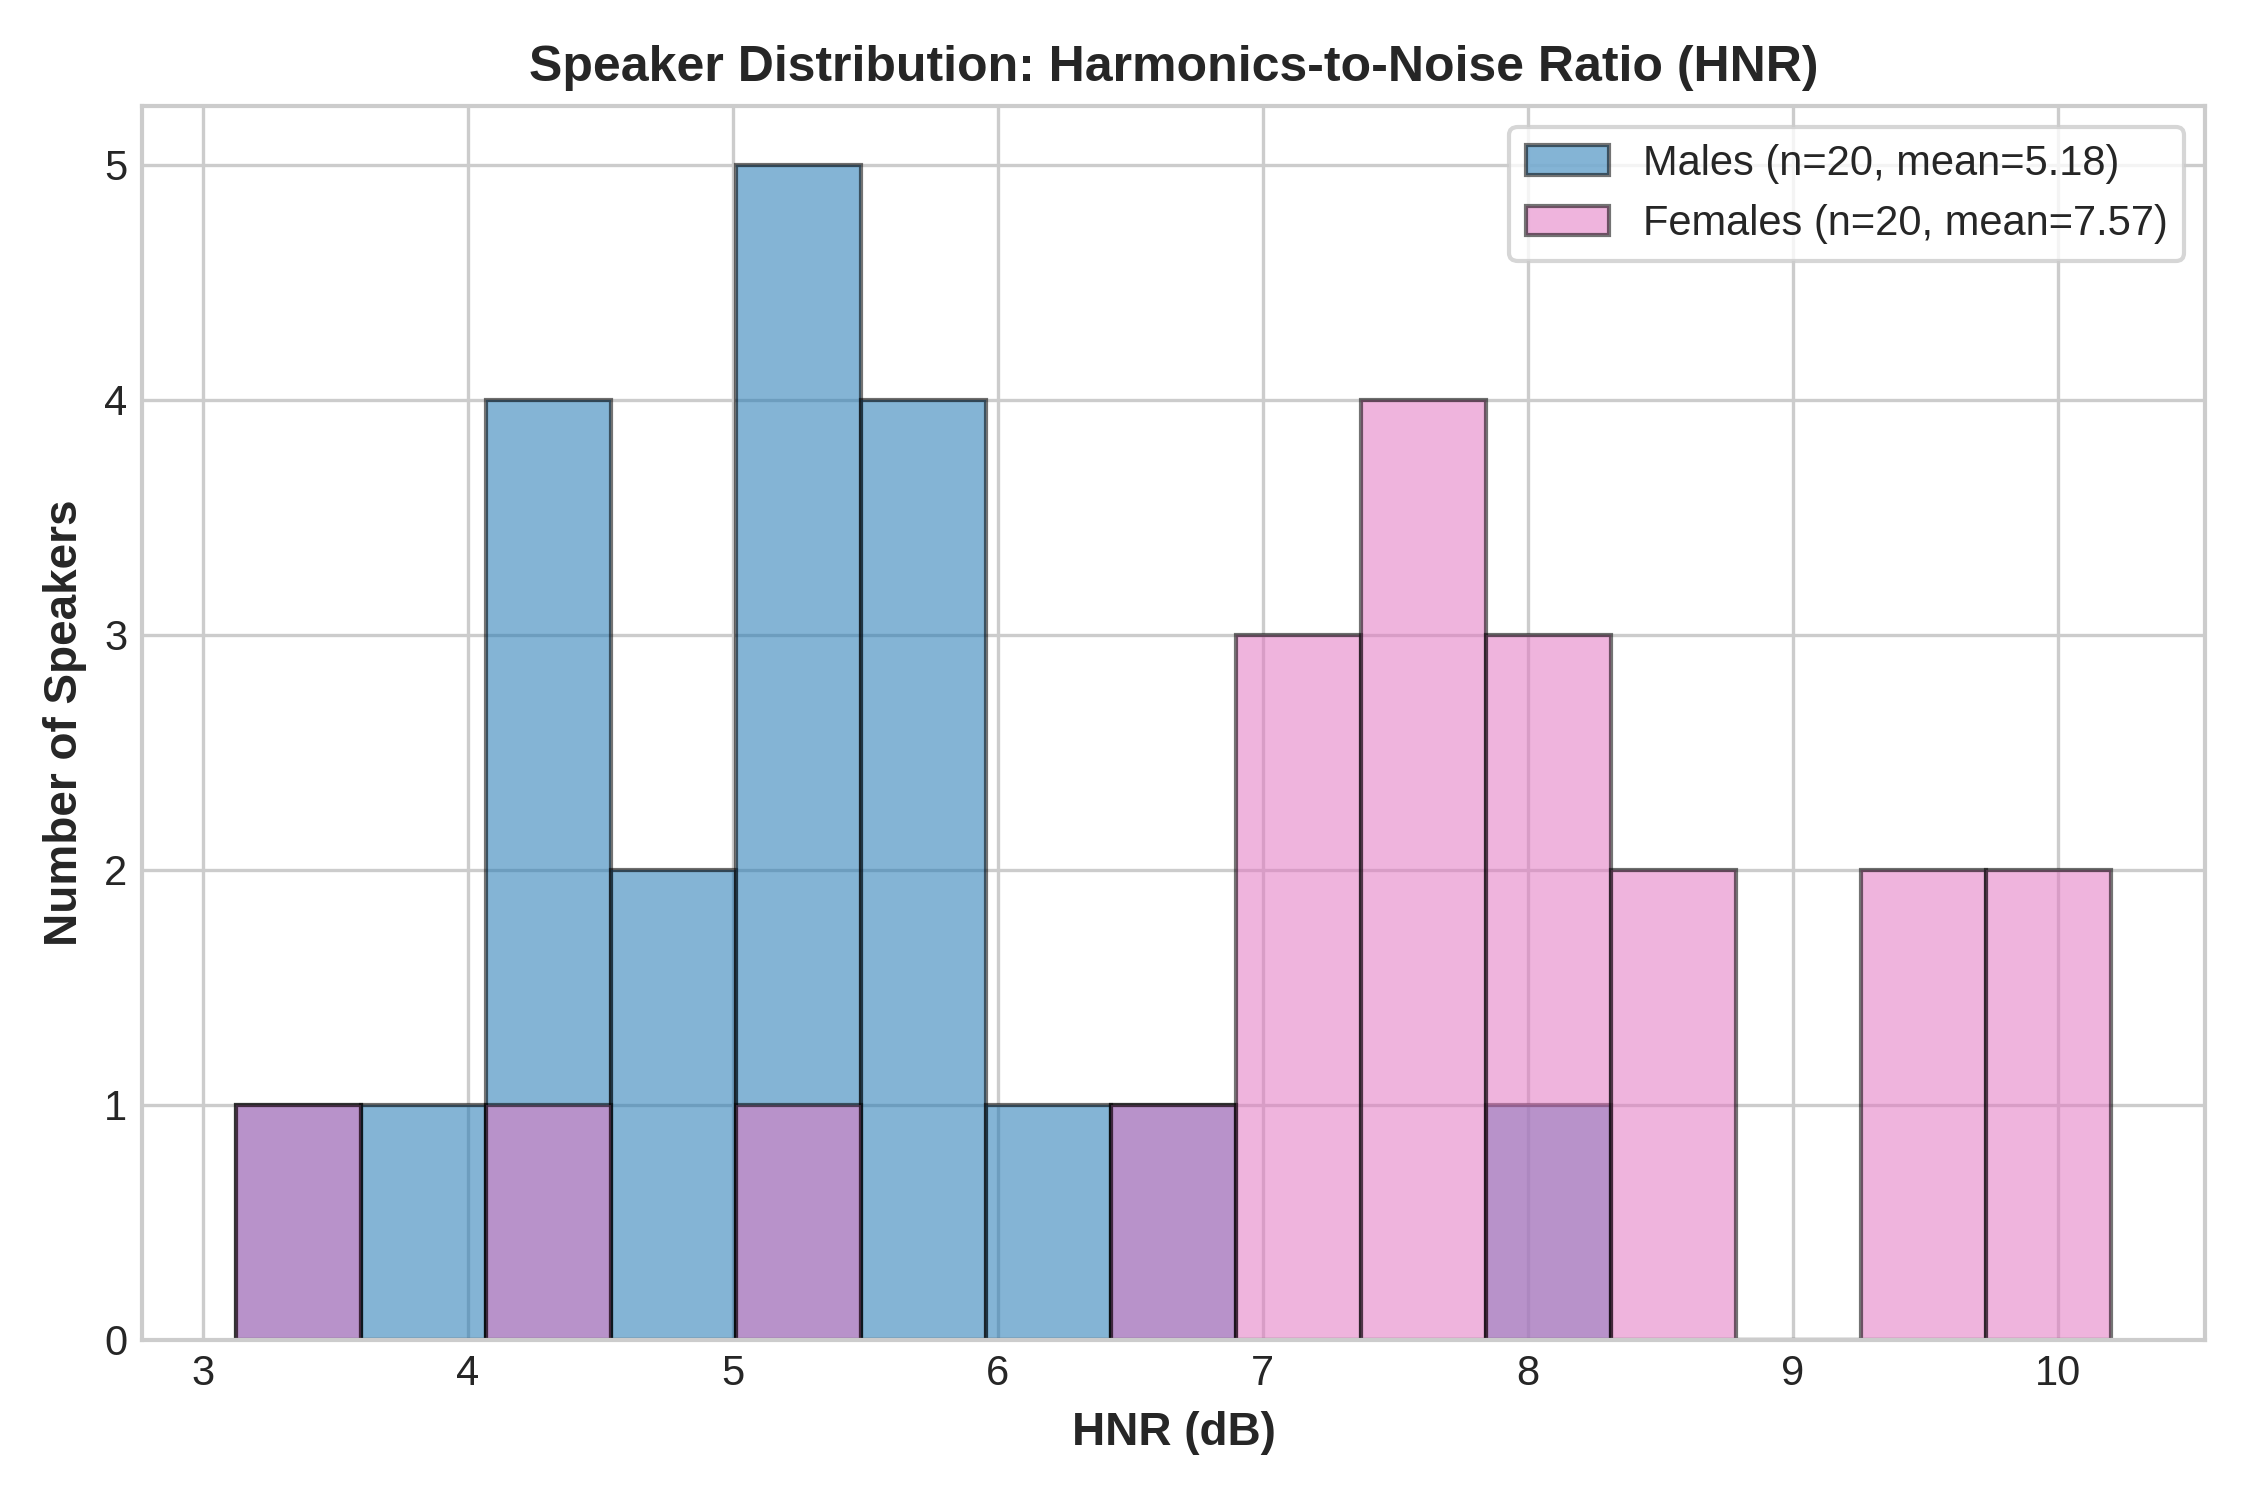 Speaker Distribution: Harmonics-to-Noise Ratio (HNR)
Males (n=20, mean=5.18)
Females (n=20, mean=7.57)
Number of Speakers
5
4
3
2
1
0
3 4 5 6 7 8 9 10
HNR (dB)